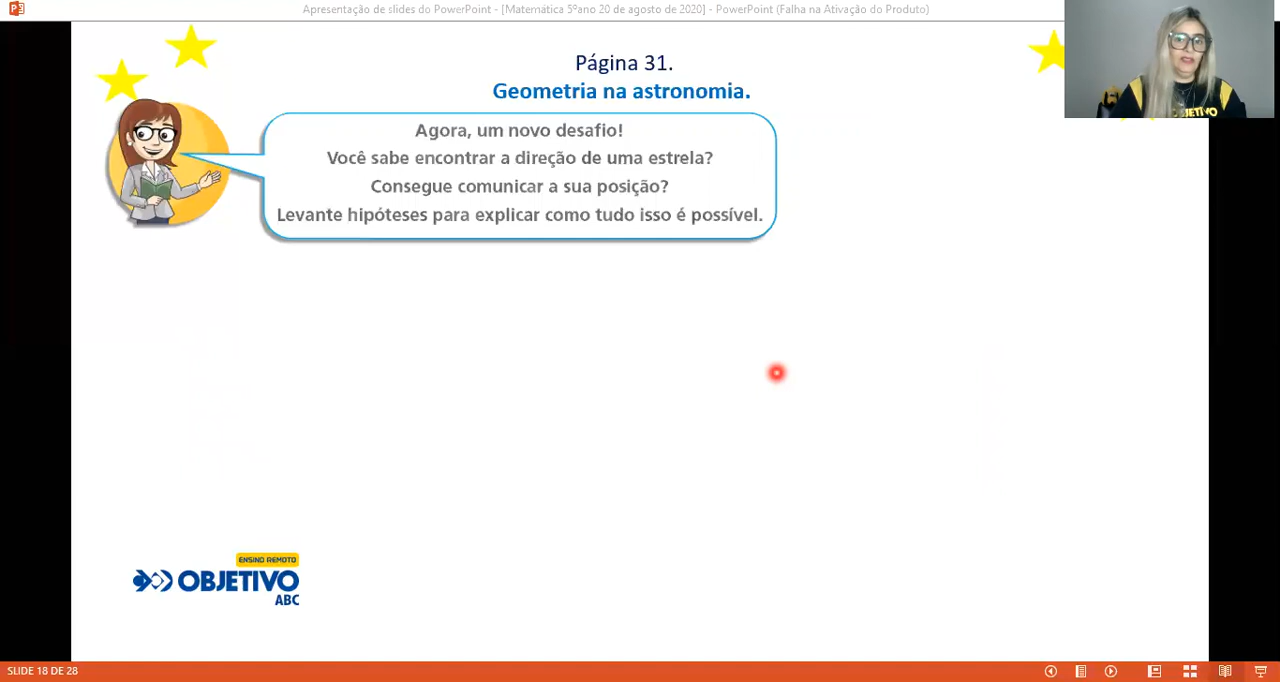 Apresentação de slides do PowerPoint - [Matemática 5ºano 20 de agosto de 2020] - PowerPoint (Falha na Ativação do Produto)
Página 31.
Geometria na astronomia.
Agora, um novo desafio!
Você sabe encontrar a direção de uma estrela?
Consegue comunicar a sua posição?
Levante hipóteses para explicar como tudo isso é possível.
OBJETIVO
ENSINO REMOTO
OBJETIVO
ABC
SLIDE 18 DE 28